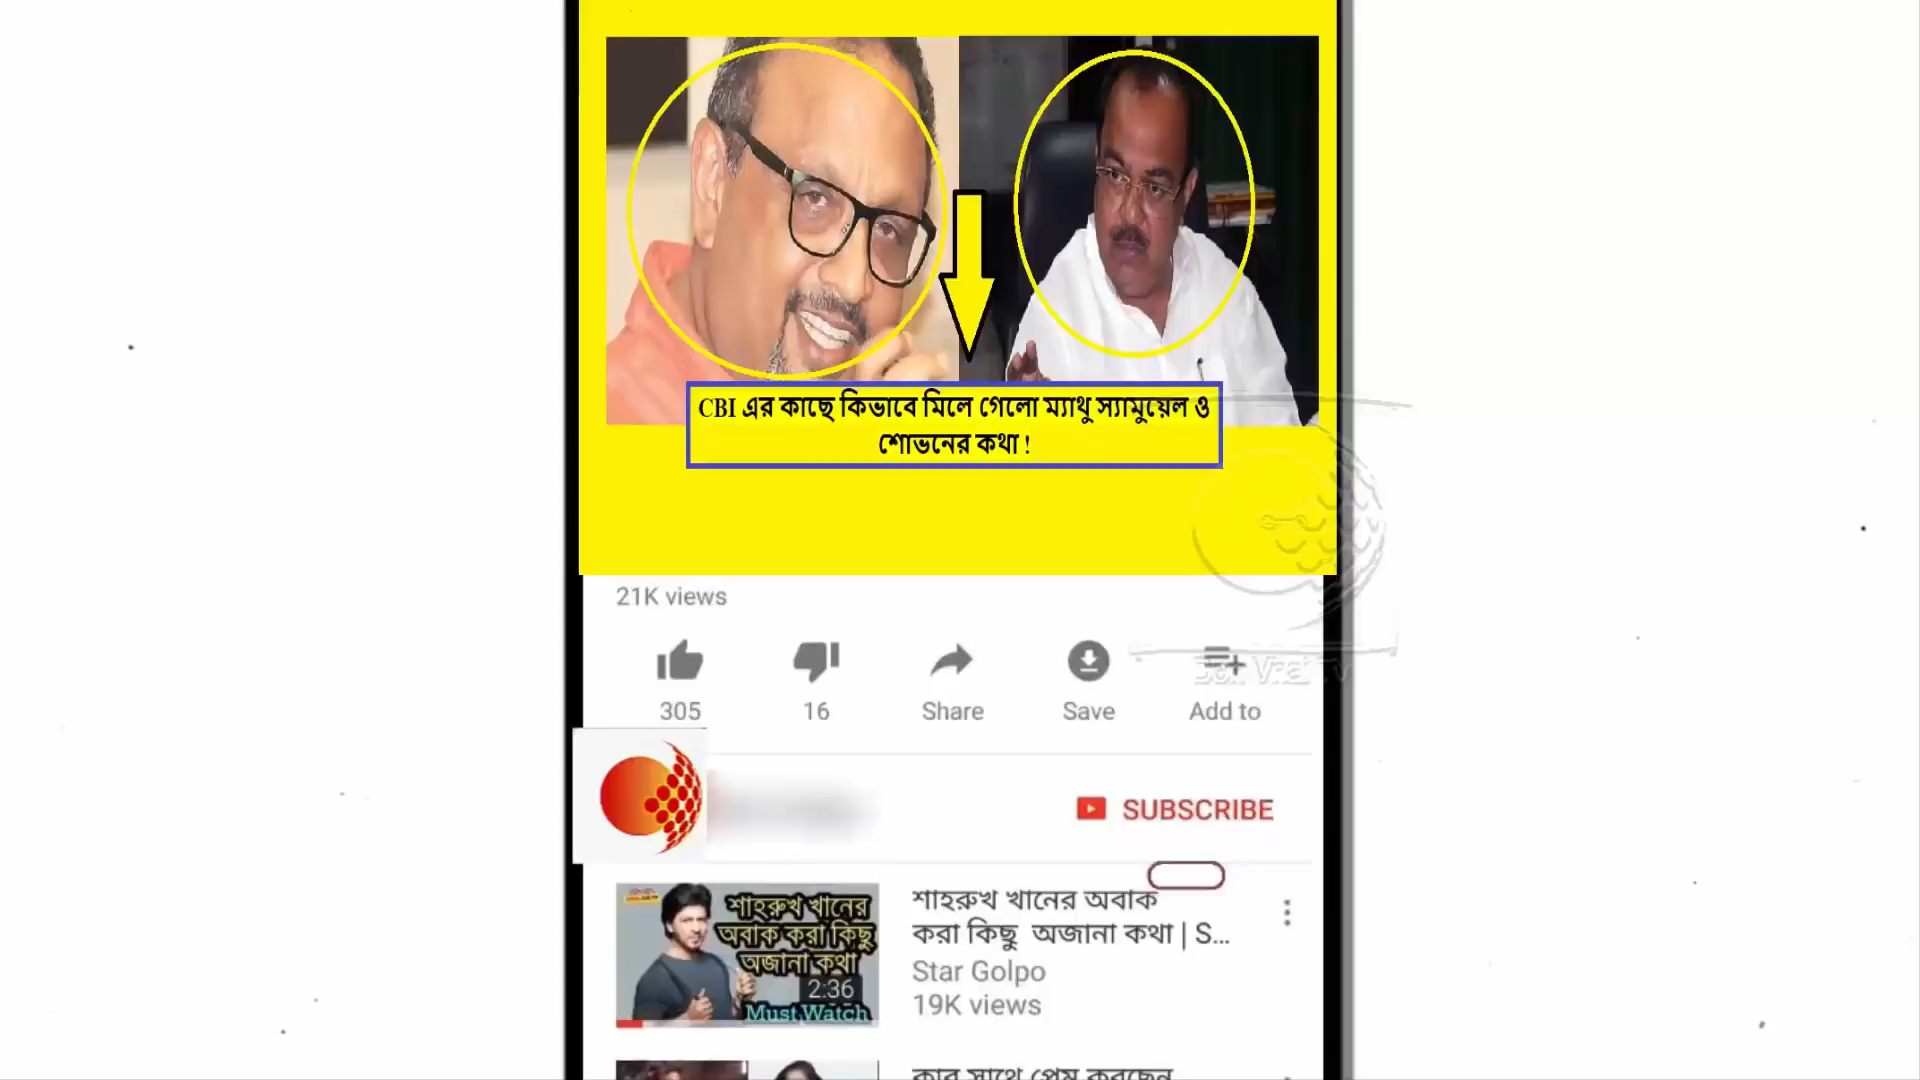 CBI এর কাছে কিভাবে মিলে গেলো ম্যাথু স্যামুয়েল ও
শোভনের কথা !
21K views
305
16
Share
Save
Add to
SUBSCRIBE
শাহরুখ খানের
অবাক করা কিছু
অজানা কথা
2:36
Must Watch
শাহরুখ খানের অবাক
করা কিছু অজানা কথা | S...
Star Golpo
19K views
কার সাথে প্রেম করছেন